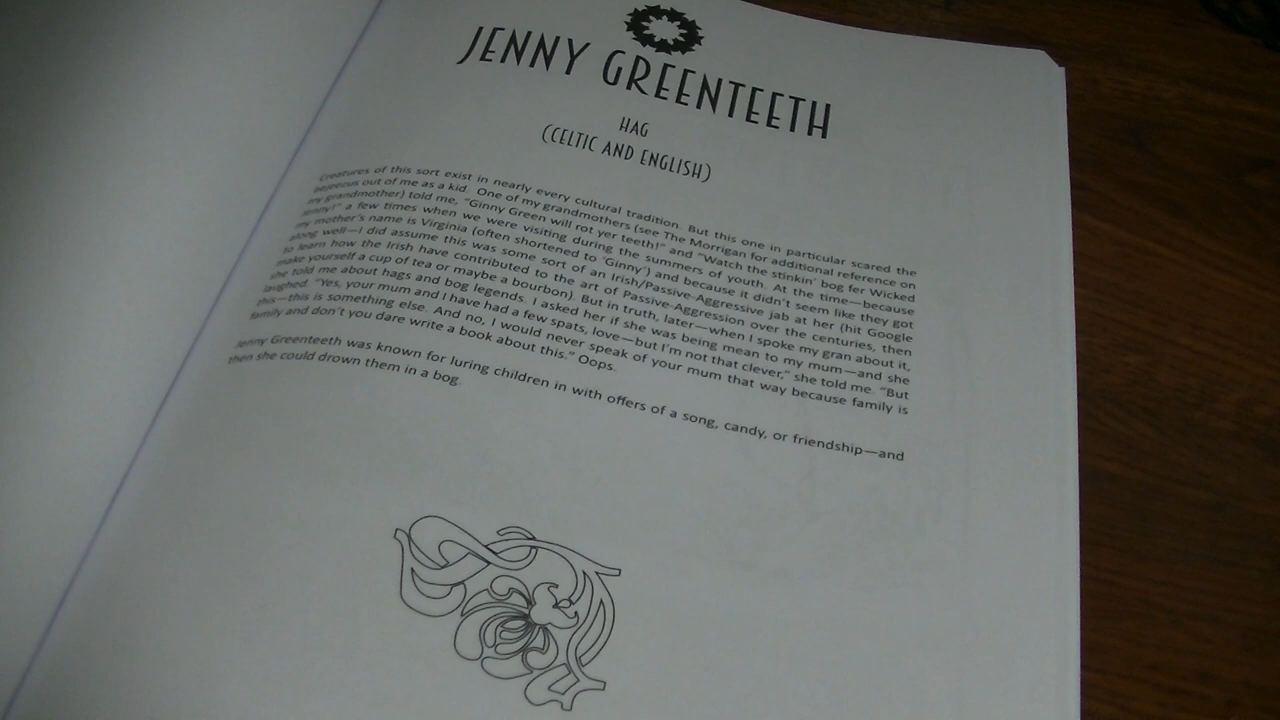 JENNY GREENTEETH
HAG
(CELTIC AND ENGLISH)
Creatures of this sort exist in nearly every cultural tradition. But this one in particular scared the
bejeezus out of me as a kid. One of my grandmothers (see The Morrigan for additional reference on
my grandmother) told me, "Ginny Green will rot yer teeth!" and "Watch the stinkin' bog fer Wicked
Jenny!" a few times when we were visiting during the summers of youth. At the time—because
my mother's name is Virginia (often shortened to 'Ginny') and because it didn't seem like they got
along well—I did assume this was some sort of an Irish/Passive-Aggressive jab at her (hit Google
to learn how the Irish have contributed to the art of Passive-Aggression over the centuries, then
make yourself a cup of tea or maybe a bourbon). But in truth, later—when I spoke my gran about it,
she told me about hags and bog legends. I asked her if she was being mean to my mum—and she
laughed. "Yes, your mum and I have had a few spats, love—but I'm not that clever," she told me. "But
this—this is something else. And no, I would never speak of your mum that way because family is
family and don't you dare write a book about this." Oops.
Jenny Greenteeth was known for luring children in with offers of a song, candy, or friendship—and
then she could drown them in a bog.